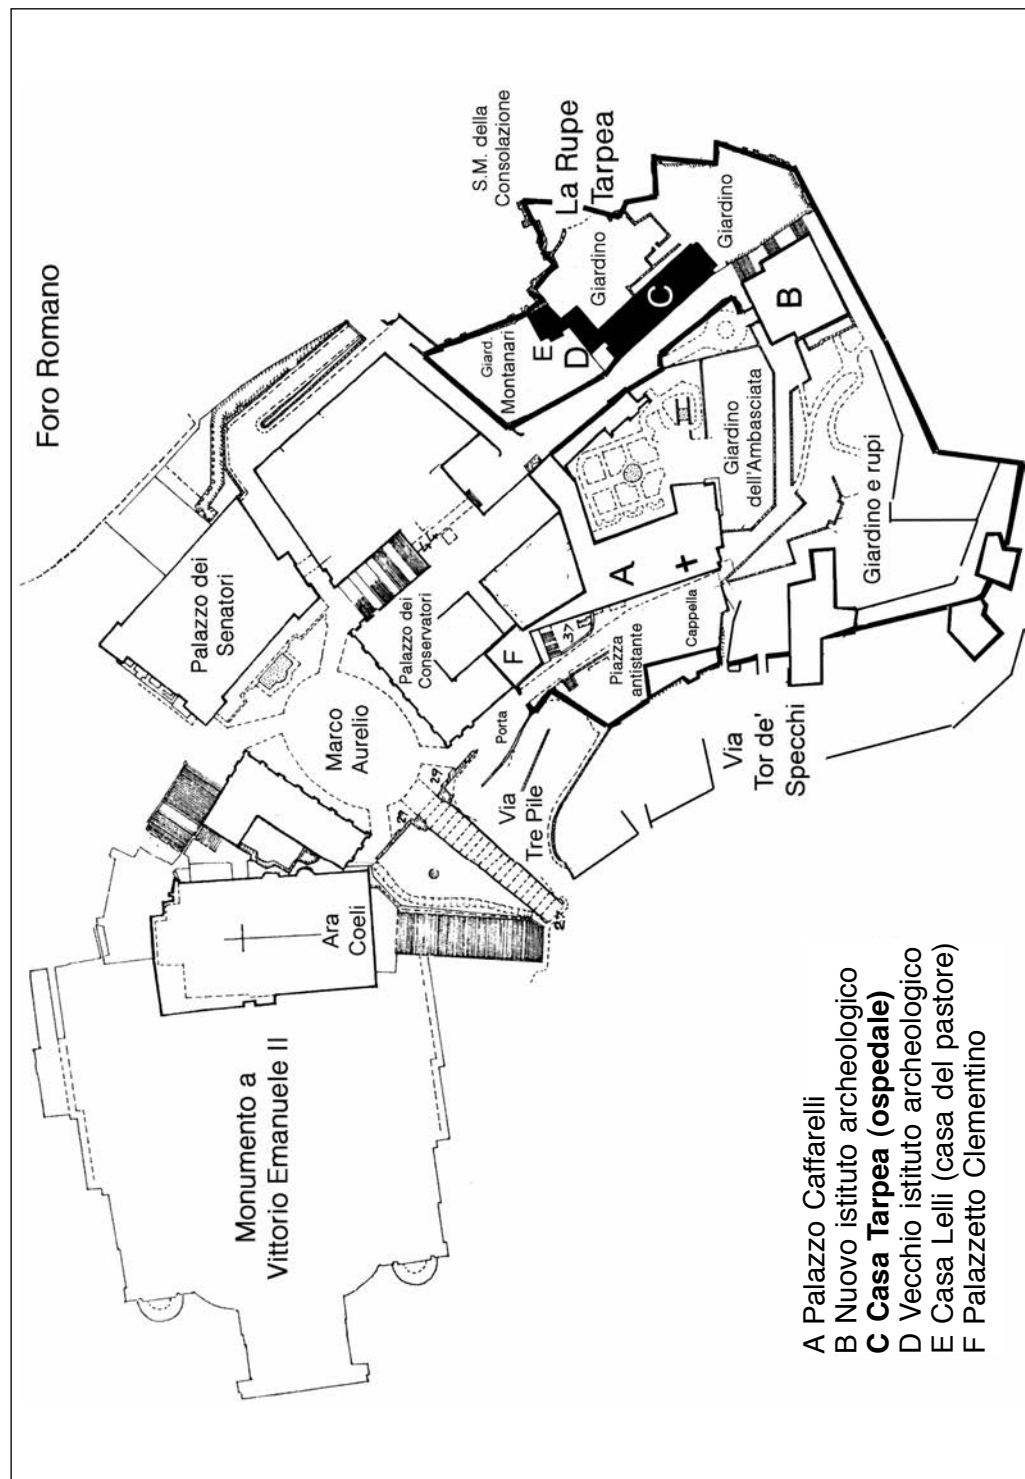 Foro Romano
S.M. della
Consolazione
La Rupe
Tarpea
Palazzo dei
Senatori
Giard.
Montanari
Giardino
Giardino
E
D
C
B
Marco
Aurelio
Palazzo dei
Conservatori
A
Giardino
dell'Ambasciata
F
37
Piazza
antistante
Cappella
Giardino e rupi
Porta
29
Via
Tre Pile
Via
Tor de'
Specchi
27
Ara
Coeli
Monumento a
Vittorio Emanuele II
A Palazzo Caffarelli
B Nuovo istituto archeologico
C Casa Tarpea (ospedale)
D Vecchio istituto archeologico
E Casa Lelli (casa del pastore)
F Palazzetto Clementino